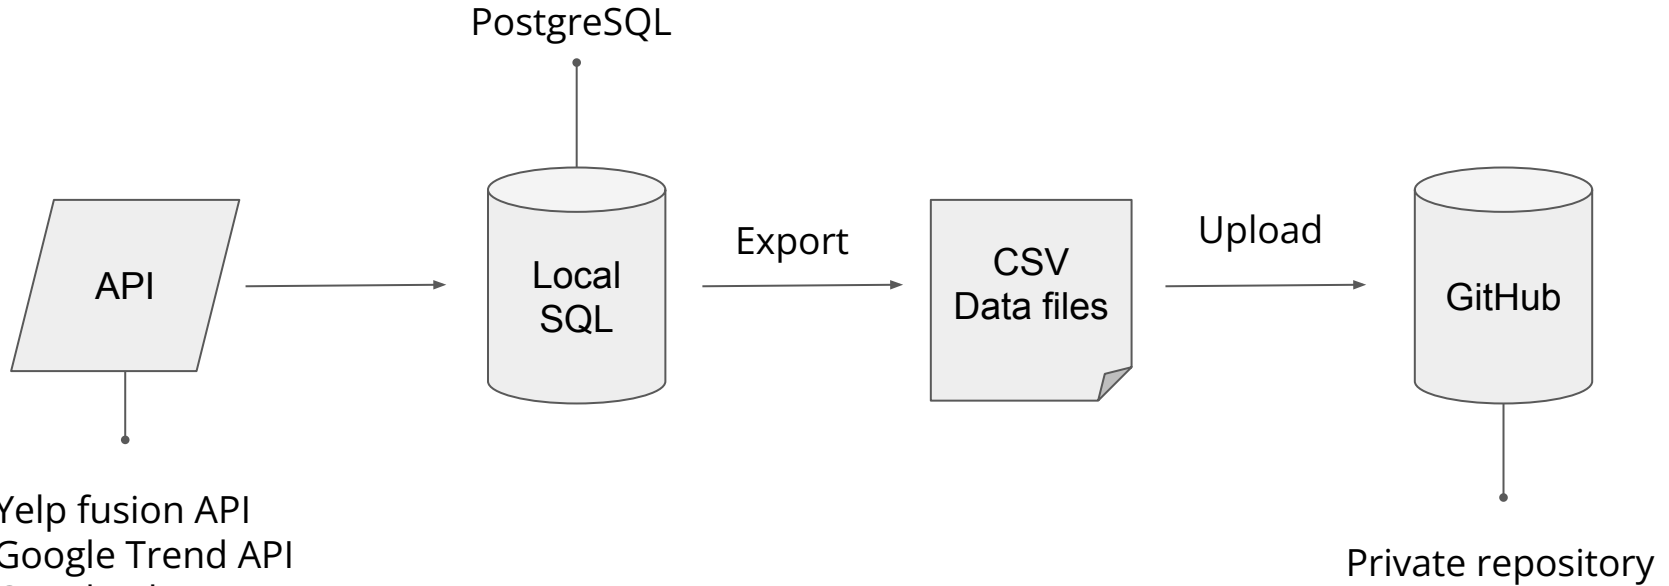 PostgreSQL
API
Local
SQL
Export
CSV
Data files
Upload
GitHub
Yelp fusion API
Google Trend API
Private repository